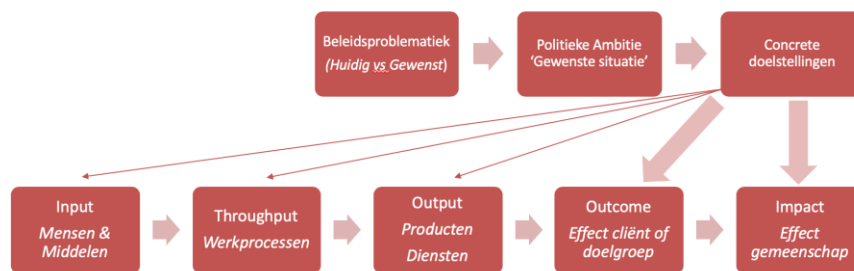 Beleidsproblematiek
(Huidig vs Gewenst)
Politieke Ambitie
'Gewenste situatie'
Concrete
doelstellingen
Input
Mensen &
Middelen
Throughput
Werkprocessen
Output
Producten
Diensten
Outcome
Effect cliënt of
doelgroep
Impact
Effect
gemeenschap